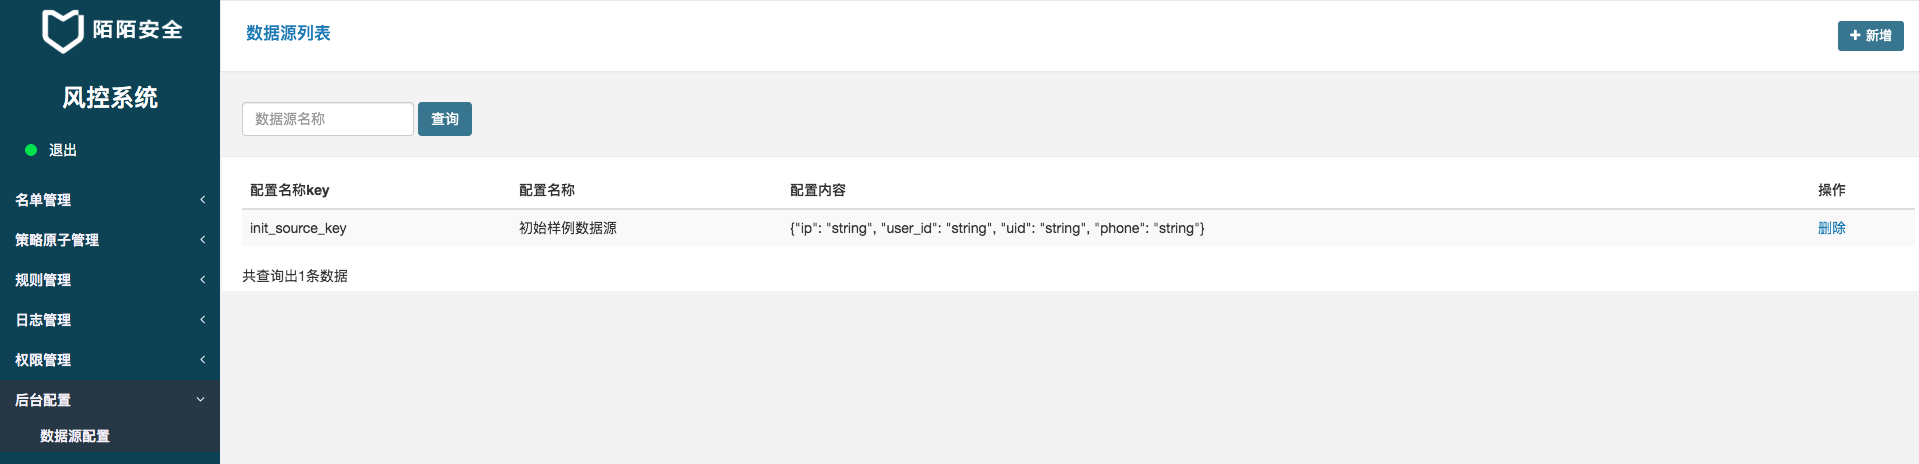 陌陌安全
风控系统
退出
名单管理
策略原子管理
规则管理
日志管理
权限管理
后台配置
数据源配置
数据源列表
新增
数据源名称 查询
配置名称key 配置名称 配置内容 操作
init_source_key 初始样例数据源 {"ip": "string", "user_id": "string", "uid": "string", "phone": "string"} 删除
共查询出1条数据